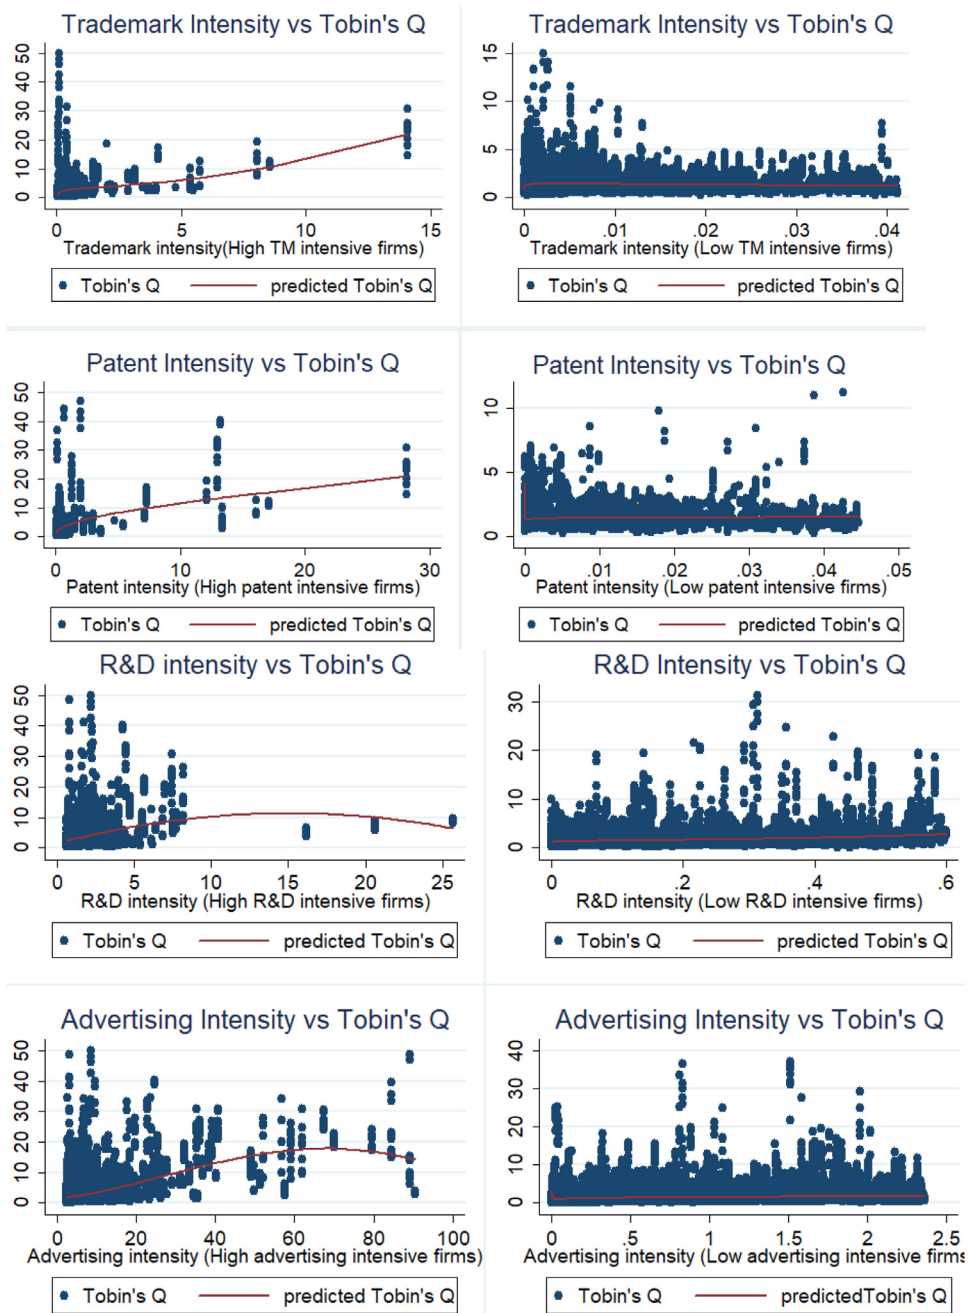 Trademark Intensity vs Tobin's Q
50
40
30
20
10
0
0 5 10 15
Trademark intensity(High TM intensive firms)
Tobin's Q predicted Tobin's Q
Trademark Intensity vs Tobin's Q
15
10
5
0
0 .01 .02 .03 .04
Trademark intensity (Low TM intensive firms)
Tobin's Q predicted Tobin's Q
Patent Intensity vs Tobin's Q
50
40
30
20
10
0
0 10 20 30
Patent intensity (High patent intensive firms)
Tobin's Q predicted Tobin's Q
Patent Intensity vs Tobin's Q
10
5
0
0 .01 .02 .03 .04 .05
Patent intensity (Low patent intensive firms)
Tobin's Q predicted Tobin's Q
R&D intensity vs Tobin's Q
50
40
30
20
10
0
0 5 10 15 20 25
R&D intensity (High R&D intensive firms)
Tobin's Q predicted Tobin's Q
R&D Intensity vs Tobin's Q
30
20
10
0
0 .2 .4 .6
R&D intensity (Low R&D intensive firms)
Tobin's Q predicted Tobin's Q
Advertising Intensity vs Tobin's Q
50
40
30
20
10
0
0 20 40 60 80 100
Advertising intensity (High advertising intensive firms)
Tobin's Q predicted Tobin's Q
Advertising Intensity vs Tobin's Q
40
30
20
10
0
0 .5 1 1.5 2 2.5
Advertising intensity (Low advertising intensive firms
Tobin's Q predictedTobin's Q